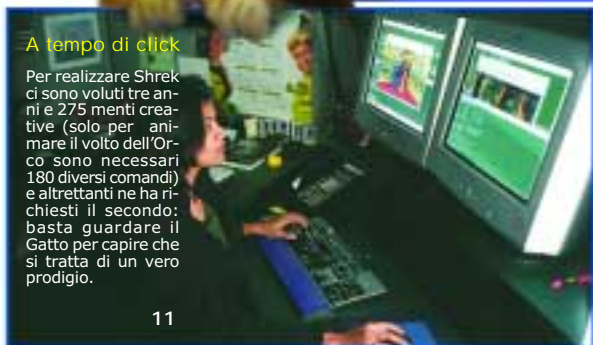 A tempo di click
Per realizzare Shrek
ci sono voluti tre an-
ni e 275 menti crea-
tive (solo per ani-
mare il volto dell'Or-
co sono necessari
180 diversi comandi)
e altrettanti ne ha ri-
chiesti il secondo:
basta guardare il
Gatto per capire che
si tratta di un vero
prodigio.
11